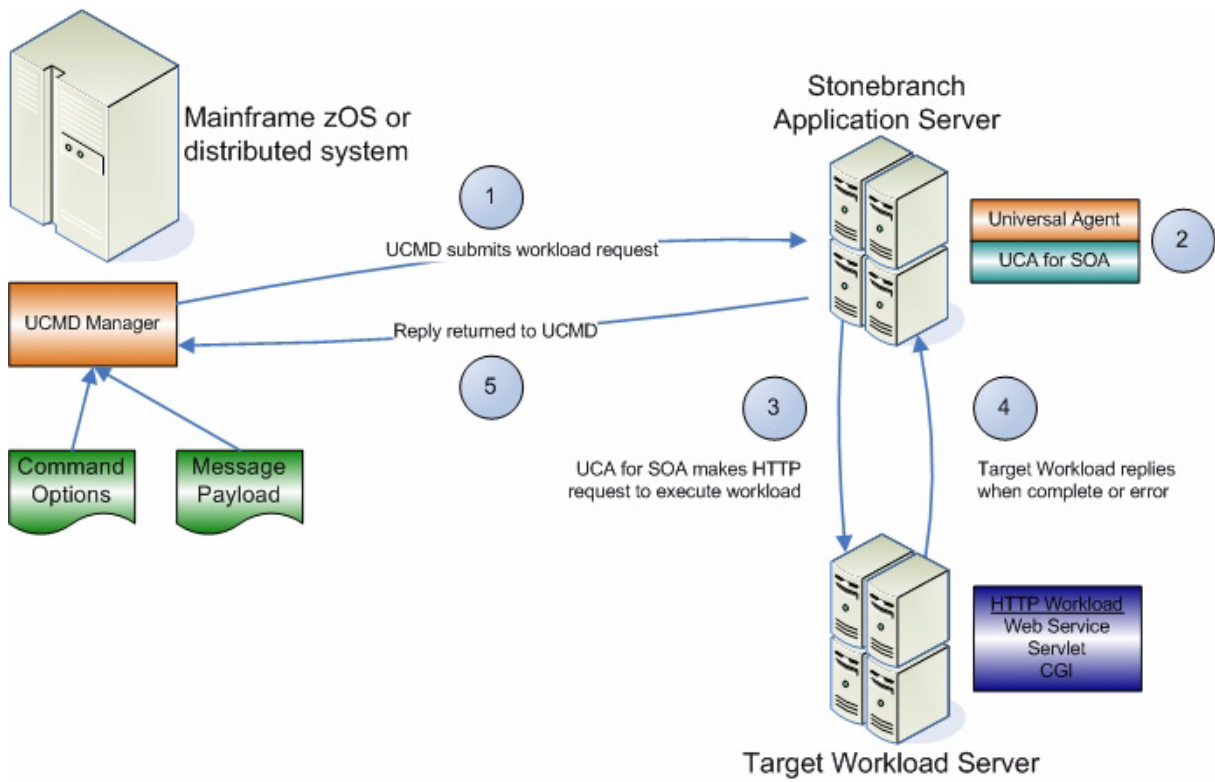 Mainframe zOS or
distributed system
Stonebranch
Application Server
1
UCMD submits workload request
Universal Agent
UCA for SOA
2
UCMD Manager
Reply returned to UCMD
5
3
4
Command
Options
Message
Payload
UCA for SOA makes HTTP
request to execute workload
Target Workload replies
when complete or error
HTTP Workload
Web Service
Servlet
CGI
Target Workload Server